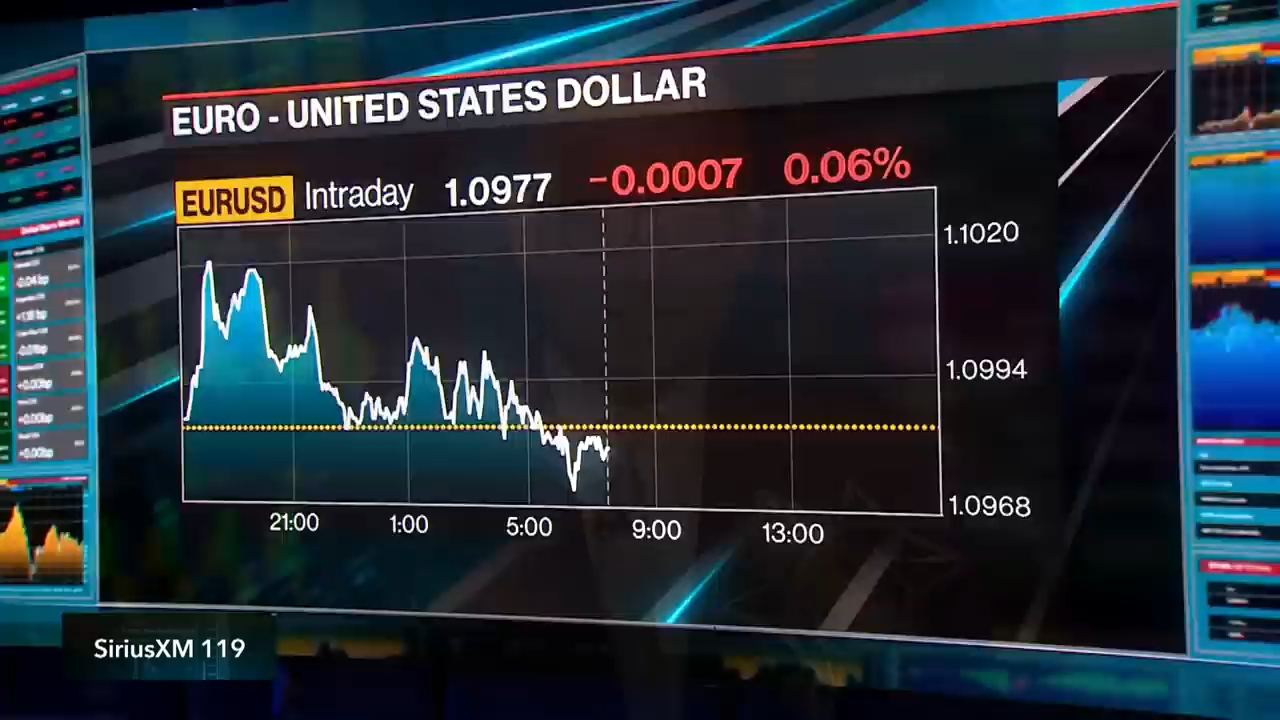 EURO - UNITED STATES DOLLAR
EURUSD Intraday 1.0977 -0.0007 0.06%
1.1020
1.0994
1.0968
21:00 1:00 5:00 9:00 13:00
SiriusXM 119